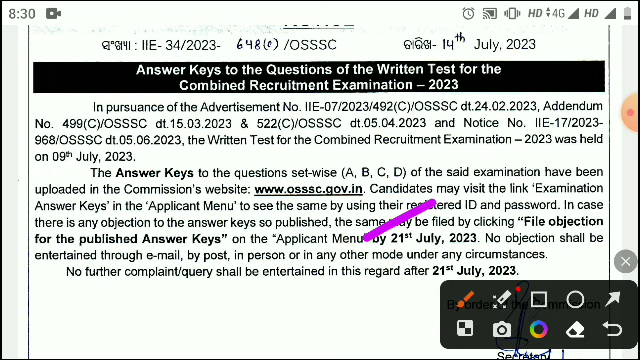 8:30 HD 4G HD
ସଂଖ୍ୟା : IIE- 34/2023- 648(c) /OSSSC ତାରିଖ- 14th July, 2023
Answer Keys to the Questions of the Written Test for the
Combined Recruitment Examination – 2023
In pursuance of the Advertisement No. IIE-07/2023/492(C)/OSSSC dt.24.02.2023, Addendum
No. 499(C)/OSSSC dt.15.03.2023 & 522(C)/OSSSC dt.05.04.2023 and Notice No. IIE-17/2023-
968/OSSSC dt.05.06.2023, the Written Test for the Combined Recruitment Examination – 2023 was held
on 09th July, 2023.
The Answer Keys to the questions set-wise (A, B, C, D) of the said examination have been
uploaded in the Commission's website: www.osssc.gov.in. Candidates may visit the link 'Examination
Answer Keys' in the 'Applicant Menu' to see the same by using their registered ID and password. In case
there is any objection to the answer keys so published, the same may be filed by clicking "File objection
for the published Answer Keys" on the "Applicant Menu' by 21st July, 2023. No objection shall be
entertained through e-mail, by post, in person or in any other mode under any circumstances.
No further complaint/query shall be entertained in this regard after 21st July, 2023.
By order of the Commission
Secretary